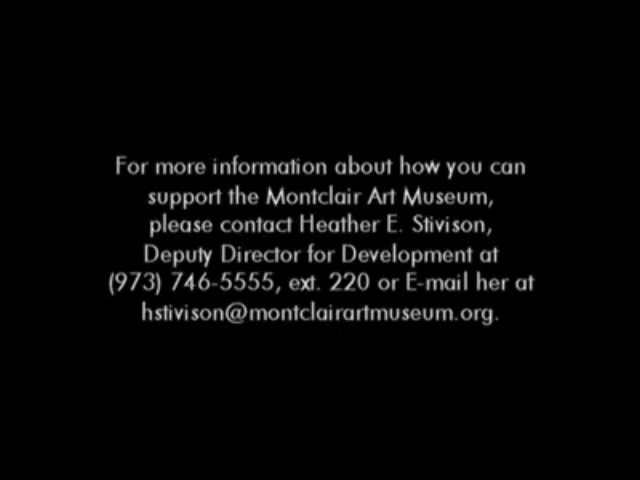 For more information about how you can
support the Montclair Art Museum,
please contact Heather E. Stivison,
Deputy Director for Development at
(973) 746-5555, ext. 220 or E-mail her at
hstivison@montclairartmuseum.org.